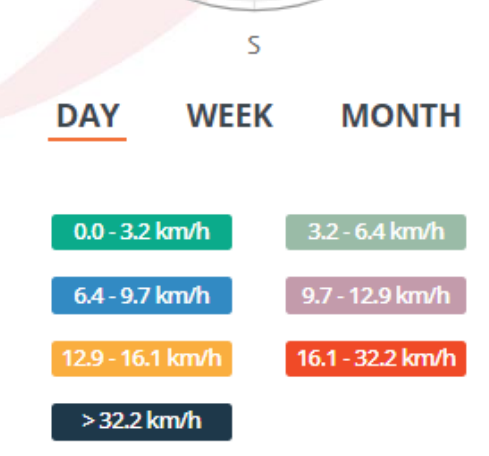 S
DAY WEEK MONTH
0.0 - 3.2 km/h 3.2 - 6.4 km/h
6.4 - 9.7 km/h 9.7 - 12.9 km/h
12.9 - 16.1 km/h 16.1 - 32.2 km/h
> 32.2 km/h